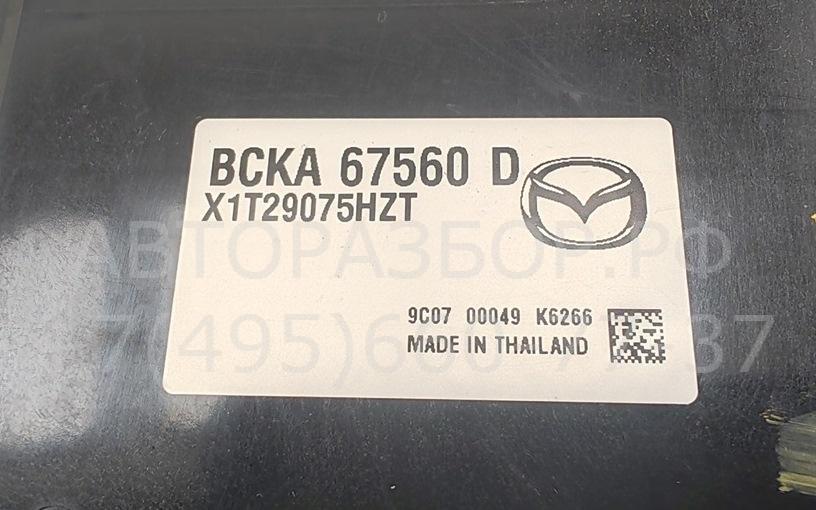 BCKA 67560 D
X1T29075HZT
АВТОРАЗБОР.РФ
9C07 00049 K6266
MADE IN THAILAND